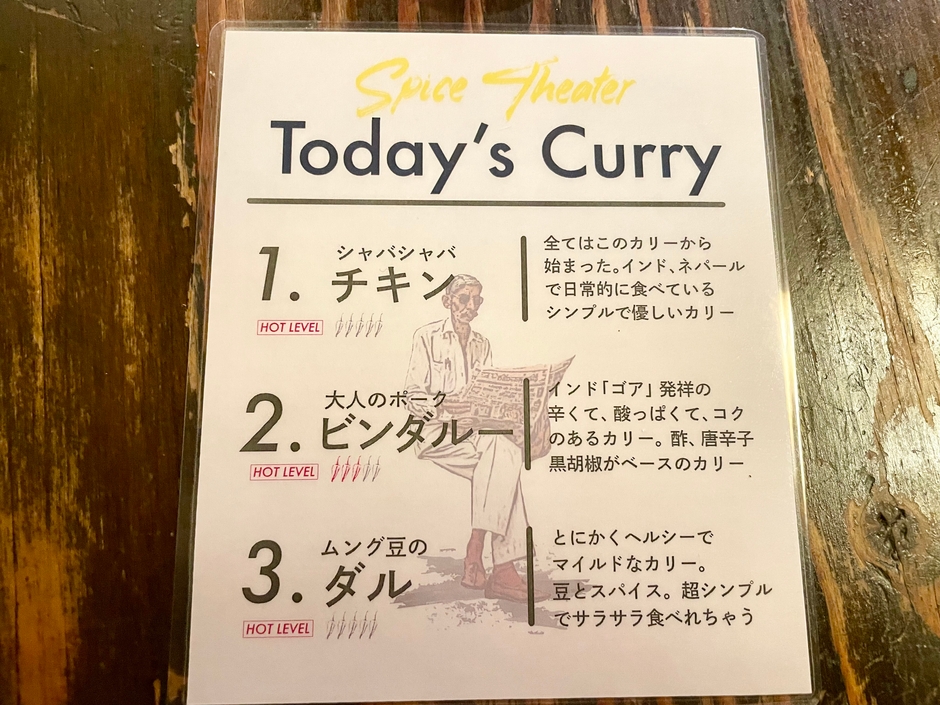 Spice Theater
Today's Curry
1. シャバシャバ
チキン
HOT LEVEL
全てはこのカリーから
始まった。インド、ネパール
で日常的に食べている
シンプルで優しいカリー
2. 大人のポーク
ビンダルー
HOT LEVEL
インド「ゴア」発祥の
辛くて、酸っぱくて、コク
のあるカリー。酢、唐辛子
黒胡椒がベースのカリー
3. ムング豆の
ダル
HOT LEVEL
とにかくヘルシーで
マイルドなカリー。
豆とスパイス。超シンプル
でサラサラ食べれちゃう